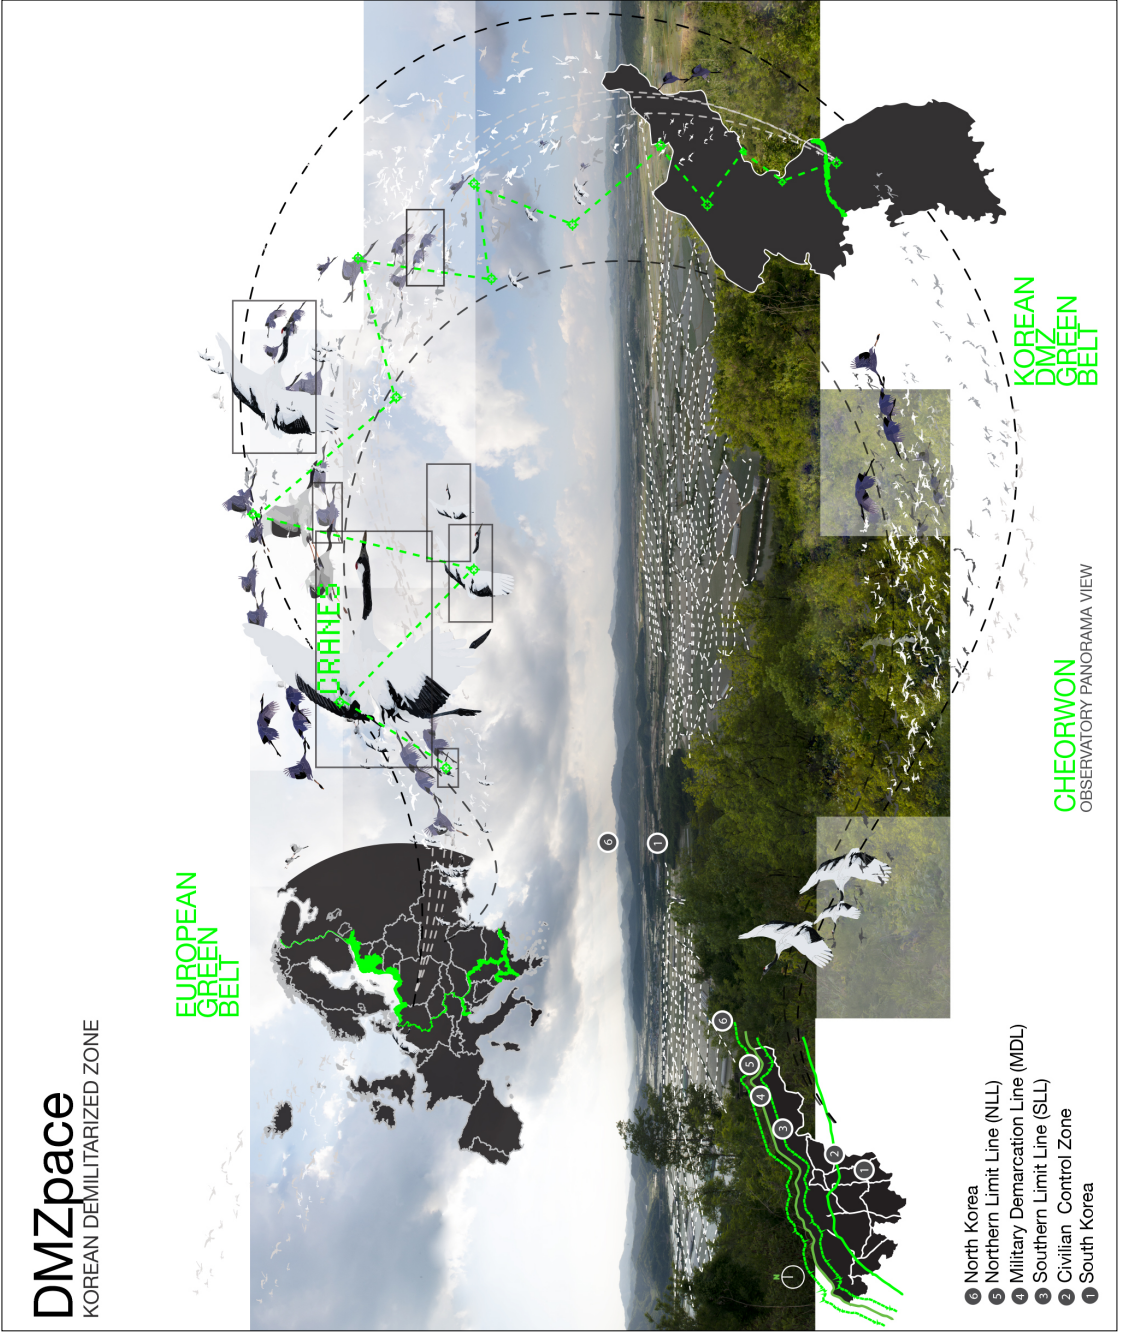 DMZpace
KOREAN DEMILITARIZED ZONE
EUROPEAN
GREEN
BELT
CRANES
6
1
KOREAN
DMZ
GREEN
BELT
CHEORWON
OBSERVATORY PANORAMA VIEW
6
5
4
3
2
1
N
6 North Korea
5 Northern Limit Line (NLL)
4 Military Demarcation Line (MDL)
3 Southern Limit Line (SLL)
2 Civilian Control Zone
1 South Korea